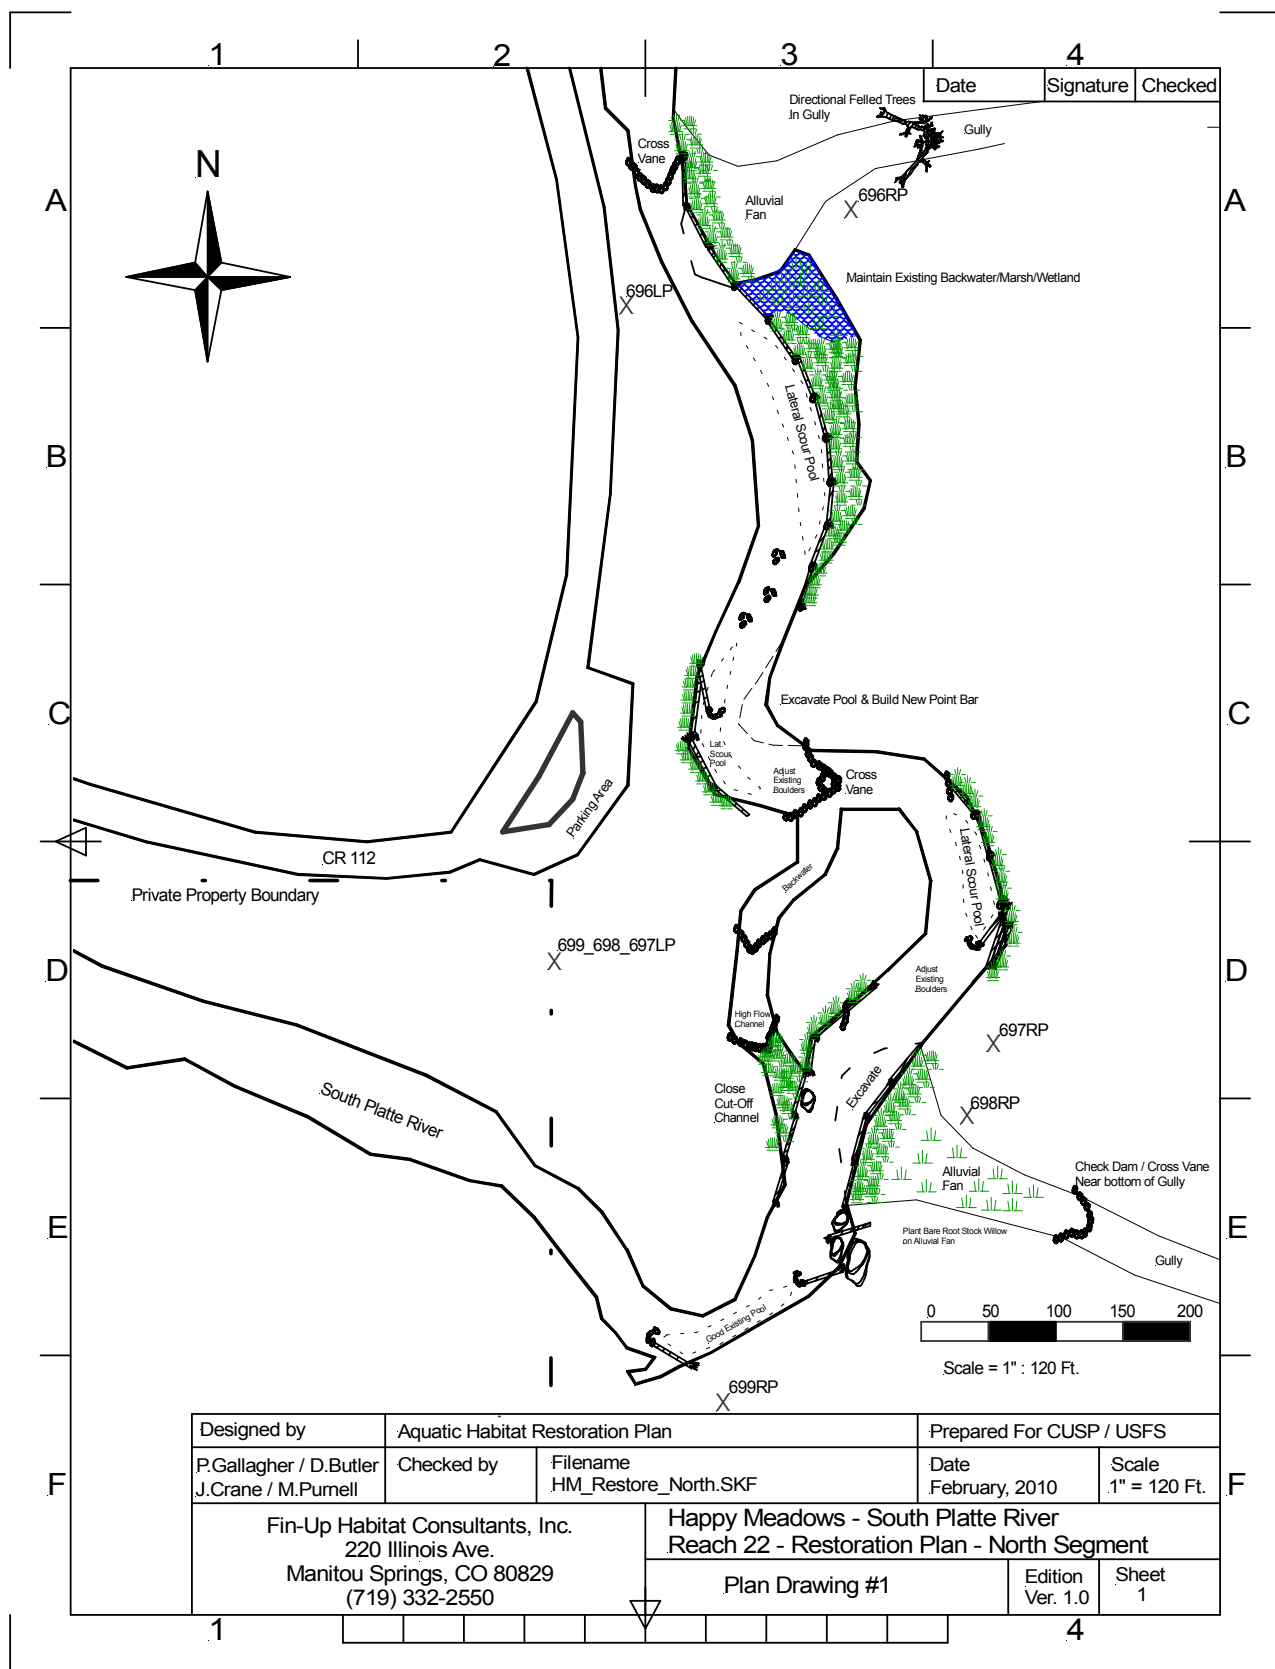 1
2
3
4
Date
Signature
Checked
Directional Felled Trees
In Gully
Gully
Cross
Vane
N
A
A
Alluvial
Fan
696RP
Maintain Existing Backwater/Marsh/Wetland
696LP
Lateral Scour Pool
B
B
C
C
Excavate Pool & Build New Point Bar
Lat.
Scour
Pool
Adjust
Existing
Boulders
Cross
Vane
Parking Area
CR 112
Lateral Scour Pool
Backwater
Private Property Boundary
699_698_697LP
D
D
Adjust
Existing
Boulders
High Flow
Channel
697RP
Excavate
Close
Cut-Off
Channel
South Platte River
698RP
Alluvial
Fan
Check Dam / Cross Vane
Near bottom of Gully
E
E
Plant Bare Root Stock Willow
on Alluvial Fan
Gully
Good Existing Pool
0 50 100 150 200
Scale = 1" : 120 Ft.
699RP
Designed by
Aquatic Habitat Restoration Plan
Prepared For CUSP / USFS
P.Gallagher / D.Butler
J.Crane / M.Purnell
Checked by
Filename
HM_Restore_North.SKF
Date
February, 2010
Scale
1" = 120 Ft.
F
F
Fin-Up Habitat Consultants, Inc.
220 Illinois Ave.
Manitou Springs, CO 80829
(719) 332-2550
Happy Meadows - South Platte River
Reach 22 - Restoration Plan - North Segment
Plan Drawing #1
Edition
Ver. 1.0
Sheet
1
1
4